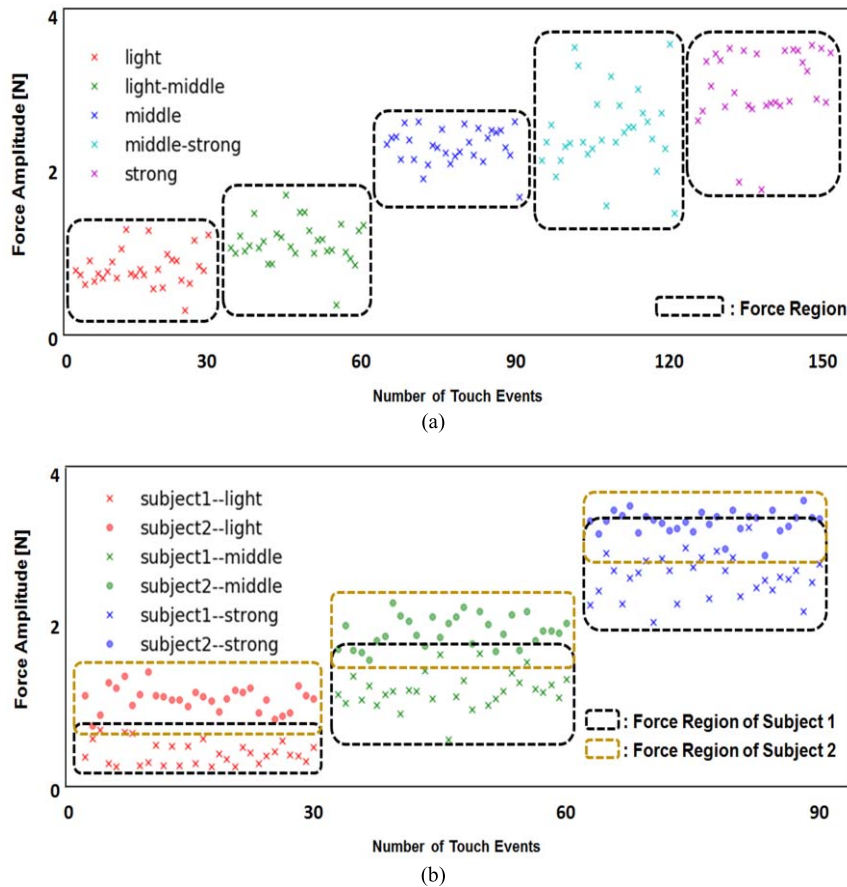 4
light
light-middle
middle
middle-strong
strong
Force Amplitude [N]
2
0
: Force Region
0 30 60 90 120 150
Number of Touch Events
(a)
4
subject1--light
subject2--light
subject1--middle
subject2--middle
subject1--strong
subject2--strong
Force Amplitude [N]
2
: Force Region of Subject 1
: Force Region of Subject 2
0
0 30 60 90
Number of Touch Events
(b)